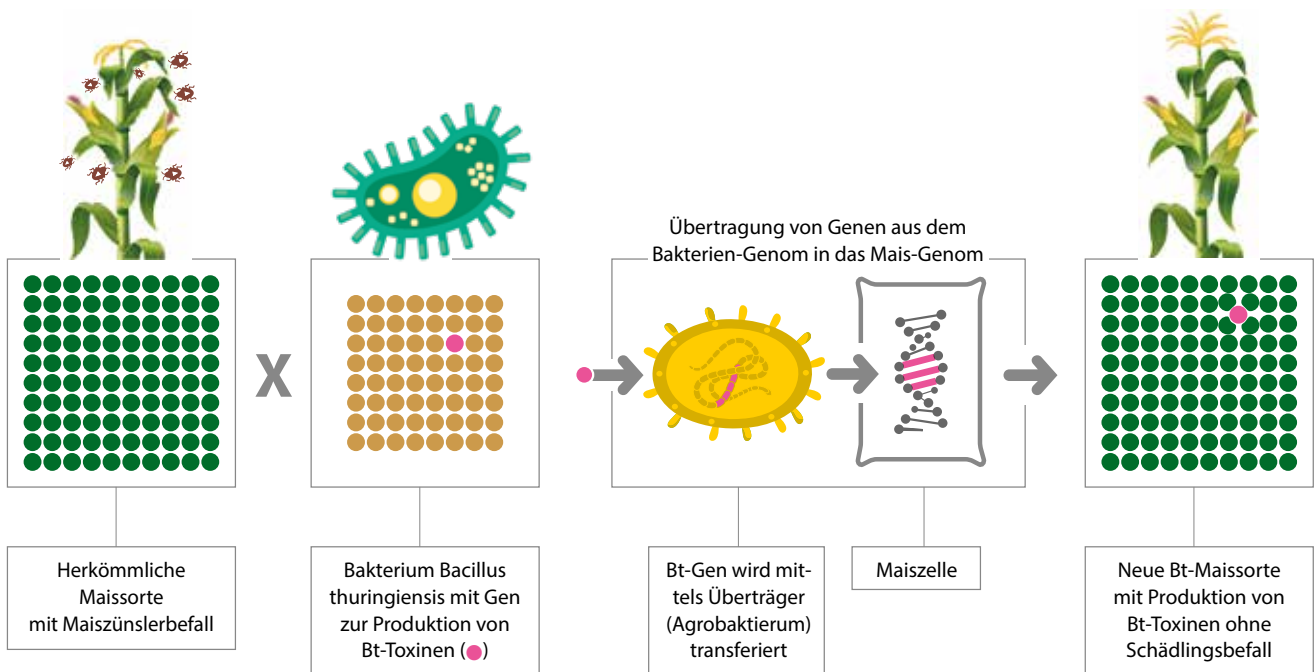 Übertragung von Genen aus dem
Bakterien-Genom in das Mais-Genom
X
Herkömmliche
Maissorte
mit Maiszünslerbefall
Bakterium Bacillus
thuringiensis mit Gen
zur Produktion von
Bt-Toxinen (●)
Bt-Gen wird mit-
tels Überträger
(Agrobaktierum)
transferiert
Maiszelle
Neue Bt-Maissorte
mit Produktion von
Bt-Toxinen ohne
Schädlingsbefall